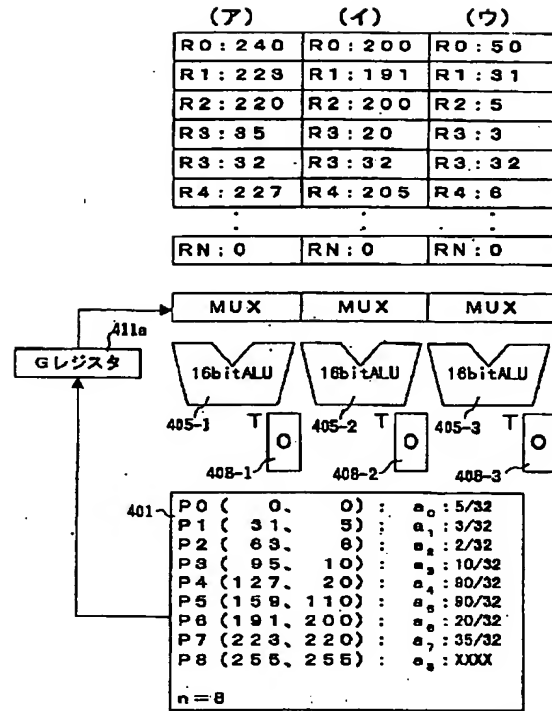 (ア) (イ) (ウ)
R0:240 R0:200 R0:50
R1:223 R1:191 R1:31
R2:220 R2:200 R2:5
R3:35 R3:20 R3:3
R3:32 R3:32 R3:32
R4:227 R4:205 R4:6
RN:0 RN:0 RN:0
MUX MUX MUX
411a
Gレジスタ
16bitALU 16bitALU 16bitALU
405-1 T 405-2 T 405-3 T
0 0 0
408-1 408-2 408-3
401
P0( 0、 0): a₀:5/32
P1( 31、 5): a₁:3/32
P2( 63、 6): a₂:2/32
P3( 95、 10): a₃:10/32
P4(127、 20): a₄:90/32
P5(159、110): a₅:90/32
P6(191、200): a₆:20/32
P7(223、220): a₇:35/32
P8(255、255): a₈:XXXX
n=8